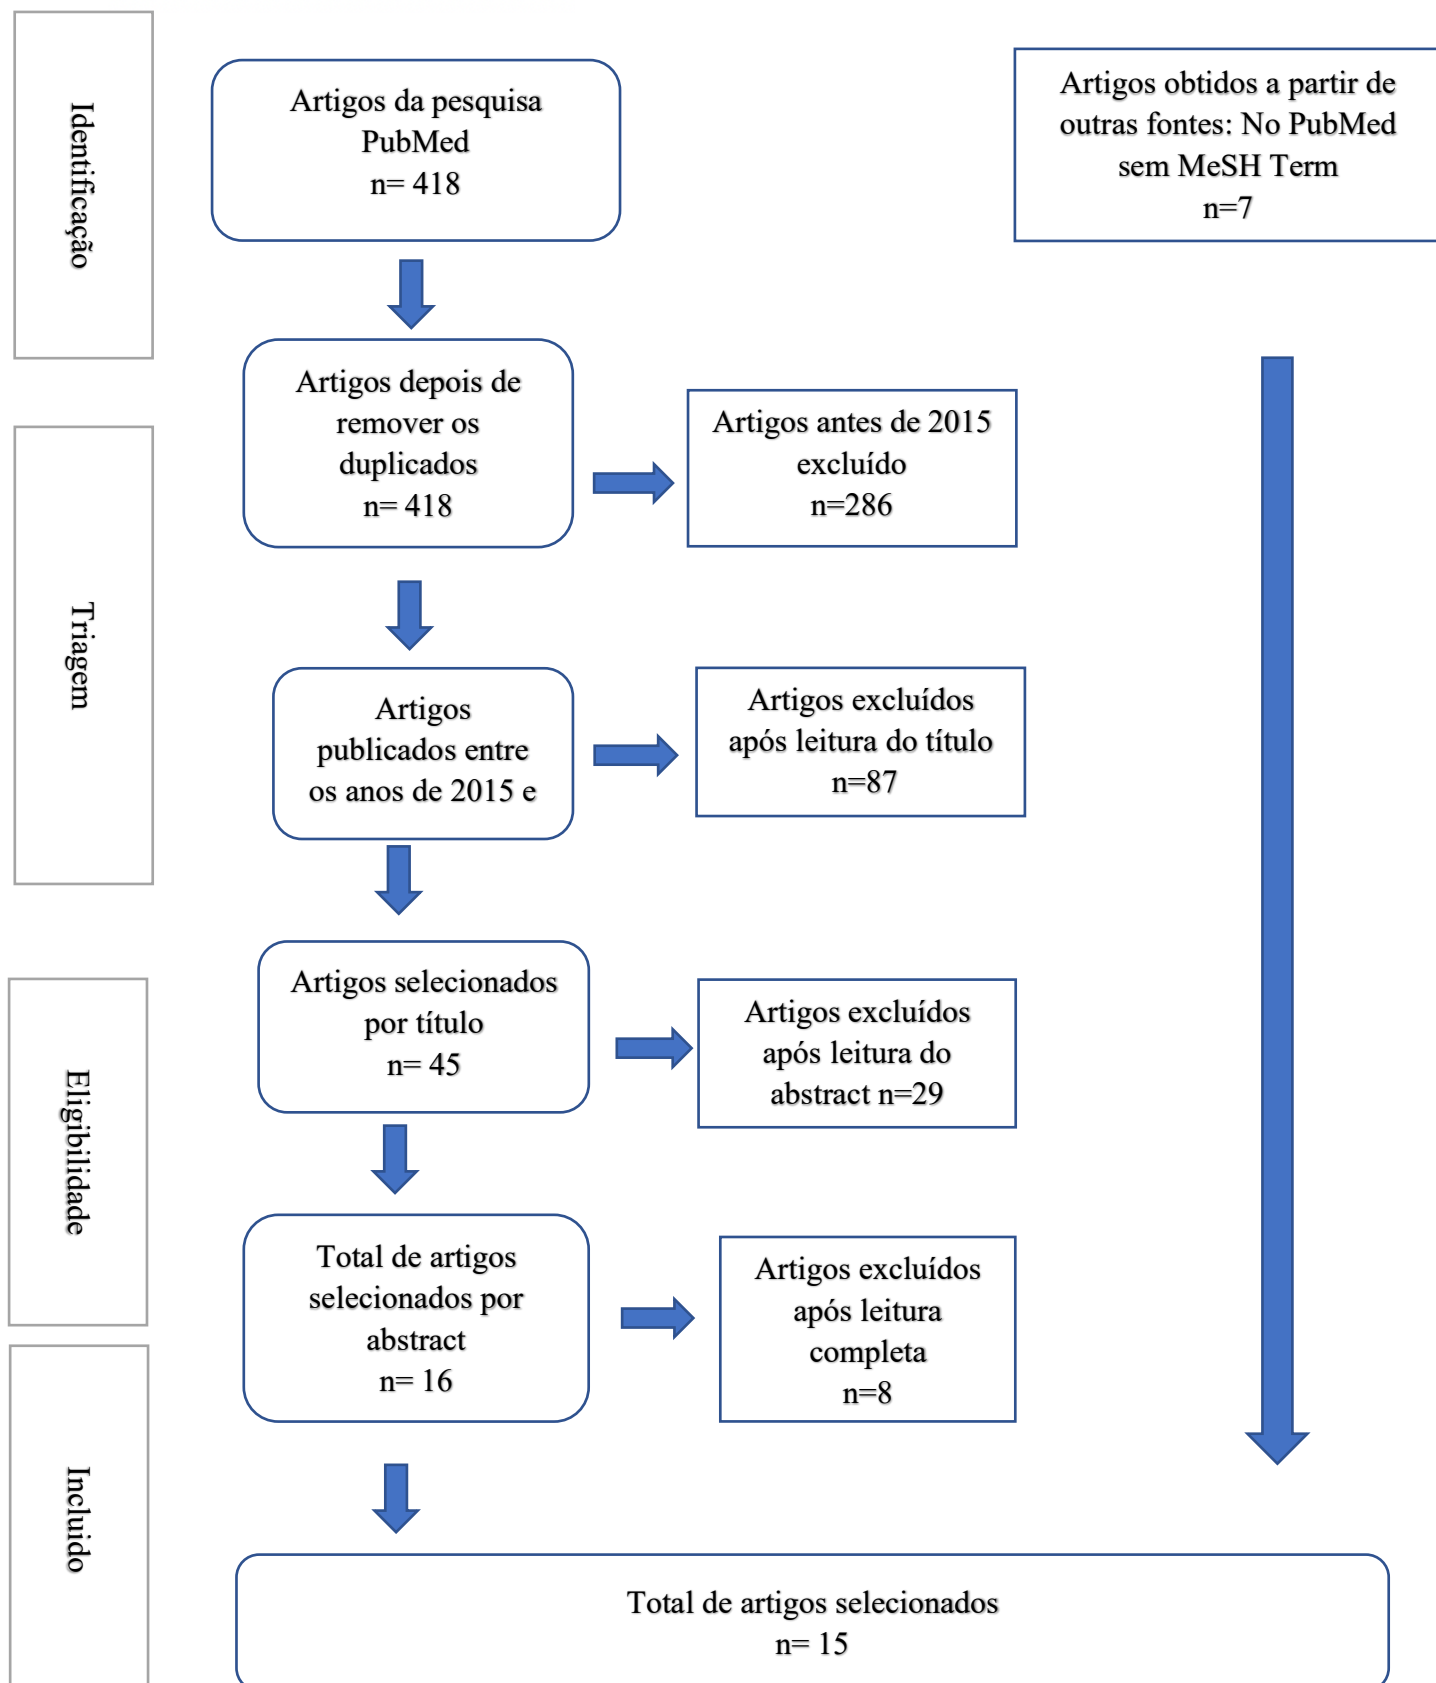 Identificação
Artigos da pesquisa
PubMed
n= 418
Artigos obtidos a partir de
outras fontes: No PubMed
sem MeSH Term
n=7
Triagem
Artigos depois de
remover os
duplicados
n= 418
Artigos antes de 2015
excluído
n=286
Artigos
publicados entre
os anos de 2015 e
Artigos excluídos
após leitura do título
n=87
Eligibilidade
Artigos selecionados
por título
n= 45
Artigos excluídos
após leitura do
abstract n=29
Total de artigos
selecionados por
abstract
n= 16
Artigos excluídos
após leitura
completa
n=8
Incluido
Total de artigos selecionados
n= 15